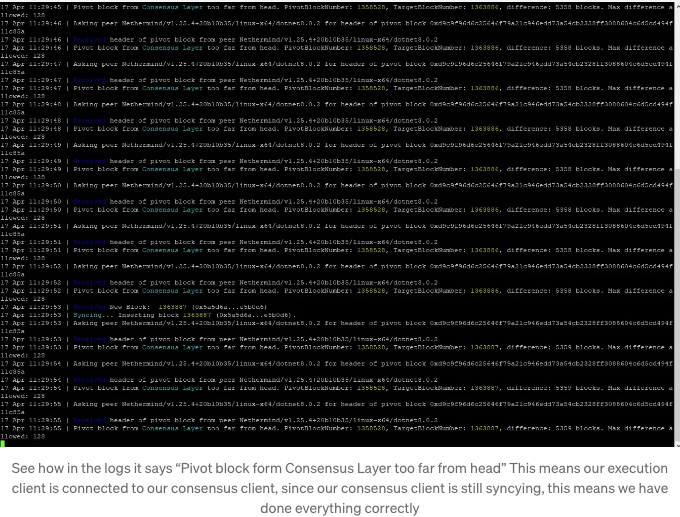 17 Apr 11:29:45 | Pivot block from Consensus Layer too far from head. PivotBlockNumber: 1358528, TargetBlockNumber: 1363886, difference: 5358 blocks. Max difference a
llowed: 128
17 Apr 11:29:46 | Asking peer Nethermind/v1.25.4+20b10b35/linux-x64/dotnet8.0.2 for header of pivot block 0xd9c9f96d6c25646f79a21c946edd73a54cb2328ff3088604c6d5cd494f
11c85a
17 Apr 11:29:46 | Received header of pivot block from peer Nethermind/v1.25.4+20b10b35/linux-x64/dotnet8.0.2
17 Apr 11:29:46 | Pivot block from Consensus Layer too far from head. PivotBlockNumber: 1358528, TargetBlockNumber: 1363886, difference: 5358 blocks. Max difference a
llowed: 128
17 Apr 11:29:47 | Asking peer Nethermind/v1.25.4+20b10b35/linux-x64/dotnet8.0.2 for header of pivot block 0xd9c9f96d6c25646f79a21c946edd73a54cb2328ff3088604c6d5cd494f
11c85a
17 Apr 11:29:47 | Received header of pivot block from peer Nethermind/v1.25.4+20b10b35/linux-x64/dotnet8.0.2
17 Apr 11:29:47 | Pivot block from Consensus Layer too far from head. PivotBlockNumber: 1358528, TargetBlockNumber: 1363886, difference: 5358 blocks. Max difference a
llowed: 128
17 Apr 11:29:48 | Asking peer Nethermind/v1.25.4+20b10b35/linux-x64/dotnet8.0.2 for header of pivot block 0xd9c9f96d6c25646f79a21c946edd73a54cb2328ff3088604c6d5cd494f
11c85a
17 Apr 11:29:48 | Received header of pivot block from peer Nethermind/v1.25.4+20b10b35/linux-x64/dotnet8.0.2
17 Apr 11:29:48 | Pivot block from Consensus Layer too far from head. PivotBlockNumber: 1358528, TargetBlockNumber: 1363886, difference: 5358 blocks. Max difference a
llowed: 128
17 Apr 11:29:49 | Asking peer Nethermind/v1.25.4+20b10b35/linux-x64/dotnet8.0.2 for header of pivot block 0xd9c9f96d6c25646f79a21c946edd73a54cb2328ff3088604c6d5cd494f
11c85a
17 Apr 11:29:49 | Received header of pivot block from peer Nethermind/v1.25.4+20b10b35/linux-x64/dotnet8.0.2
17 Apr 11:29:49 | Pivot block from Consensus Layer too far from head. PivotBlockNumber: 1358528, TargetBlockNumber: 1363886, difference: 5358 blocks. Max difference a
llowed: 128
17 Apr 11:29:50 | Asking peer Nethermind/v1.25.4+20b10b35/linux-x64/dotnet8.0.2 for header of pivot block 0xd9c9f96d6c25646f79a21c946edd73a54cb2328ff3088604c6d5cd494f
11c85a
17 Apr 11:29:50 | Received header of pivot block from peer Nethermind/v1.25.4+20b10b35/linux-x64/dotnet8.0.2
17 Apr 11:29:50 | Pivot block from Consensus Layer too far from head. PivotBlockNumber: 1358528, TargetBlockNumber: 1363886, difference: 5358 blocks. Max difference a
llowed: 128
17 Apr 11:29:51 | Asking peer Nethermind/v1.25.4+20b10b35/linux-x64/dotnet8.0.2 for header of pivot block 0xd9c9f96d6c25646f79a21c946edd73a54cb2328ff3088604c6d5cd494f
11c85a
17 Apr 11:29:51 | Received header of pivot block from peer Nethermind/v1.25.4+20b10b35/linux-x64/dotnet8.0.2
17 Apr 11:29:51 | Pivot block from Consensus Layer too far from head. PivotBlockNumber: 1358528, TargetBlockNumber: 1363886, difference: 5358 blocks. Max difference a
llowed: 128
17 Apr 11:29:52 | Asking peer Nethermind/v1.25.4+20b10b35/linux-x64/dotnet8.0.2 for header of pivot block 0xd9c9f96d6c25646f79a21c946edd73a54cb2328ff3088604c6d5cd494f
11c85a
17 Apr 11:29:52 | Received header of pivot block from peer Nethermind/v1.25.4+20b10b35/linux-x64/dotnet8.0.2
17 Apr 11:29:52 | Pivot block from Consensus Layer too far from head. PivotBlockNumber: 1358528, TargetBlockNumber: 1363886, difference: 5358 blocks. Max difference a
llowed: 128
17 Apr 11:29:53 | Received New Block: 1363887 (0x5a5d6a...e5b0d6)
17 Apr 11:29:53 | Syncing... Inserting block 1363887 (0x5a5d6a...e5b0d6).
17 Apr 11:29:53 | Asking peer Nethermind/v1.25.4+20b10b35/linux-x64/dotnet8.0.2 for header of pivot block 0xd9c9f96d6c25646f79a21c946edd73a54cb2328ff3088604c6d5cd494f
11c85a
17 Apr 11:29:53 | Received header of pivot block from peer Nethermind/v1.25.4+20b10b35/linux-x64/dotnet8.0.2
17 Apr 11:29:53 | Pivot block from Consensus Layer too far from head. PivotBlockNumber: 1358528, TargetBlockNumber: 1363887, difference: 5359 blocks. Max difference a
llowed: 128
17 Apr 11:29:54 | Asking peer Nethermind/v1.25.4+20b10b35/linux-x64/dotnet8.0.2 for header of pivot block 0xd9c9f96d6c25646f79a21c946edd73a54cb2328ff3088604c6d5cd494f
11c85a
17 Apr 11:29:54 | Received header of pivot block from peer Nethermind/v1.25.4+20b10b35/linux-x64/dotnet8.0.2
17 Apr 11:29:54 | Pivot block from Consensus Layer too far from head. PivotBlockNumber: 1358528, TargetBlockNumber: 1363887, difference: 5359 blocks. Max difference a
llowed: 128
17 Apr 11:29:55 | Asking peer Nethermind/v1.25.4+20b10b35/linux-x64/dotnet8.0.2 for header of pivot block 0xd9c9f96d6c25646f79a21c946edd73a54cb2328ff3088604c6d5cd494f
11c85a
17 Apr 11:29:55 | Received header of pivot block from peer Nethermind/v1.25.4+20b10b35/linux-x64/dotnet8.0.2
17 Apr 11:29:55 | Pivot block from Consensus Layer too far from head. PivotBlockNumber: 1358528, TargetBlockNumber: 1363887, difference: 5359 blocks. Max difference a
llowed: 128
See how in the logs it says “Pivot block form Consensus Layer too far from head” This means our execution
client is connected to our consensus client, since our consensus client is still syncying, this means we have
done everything correctly